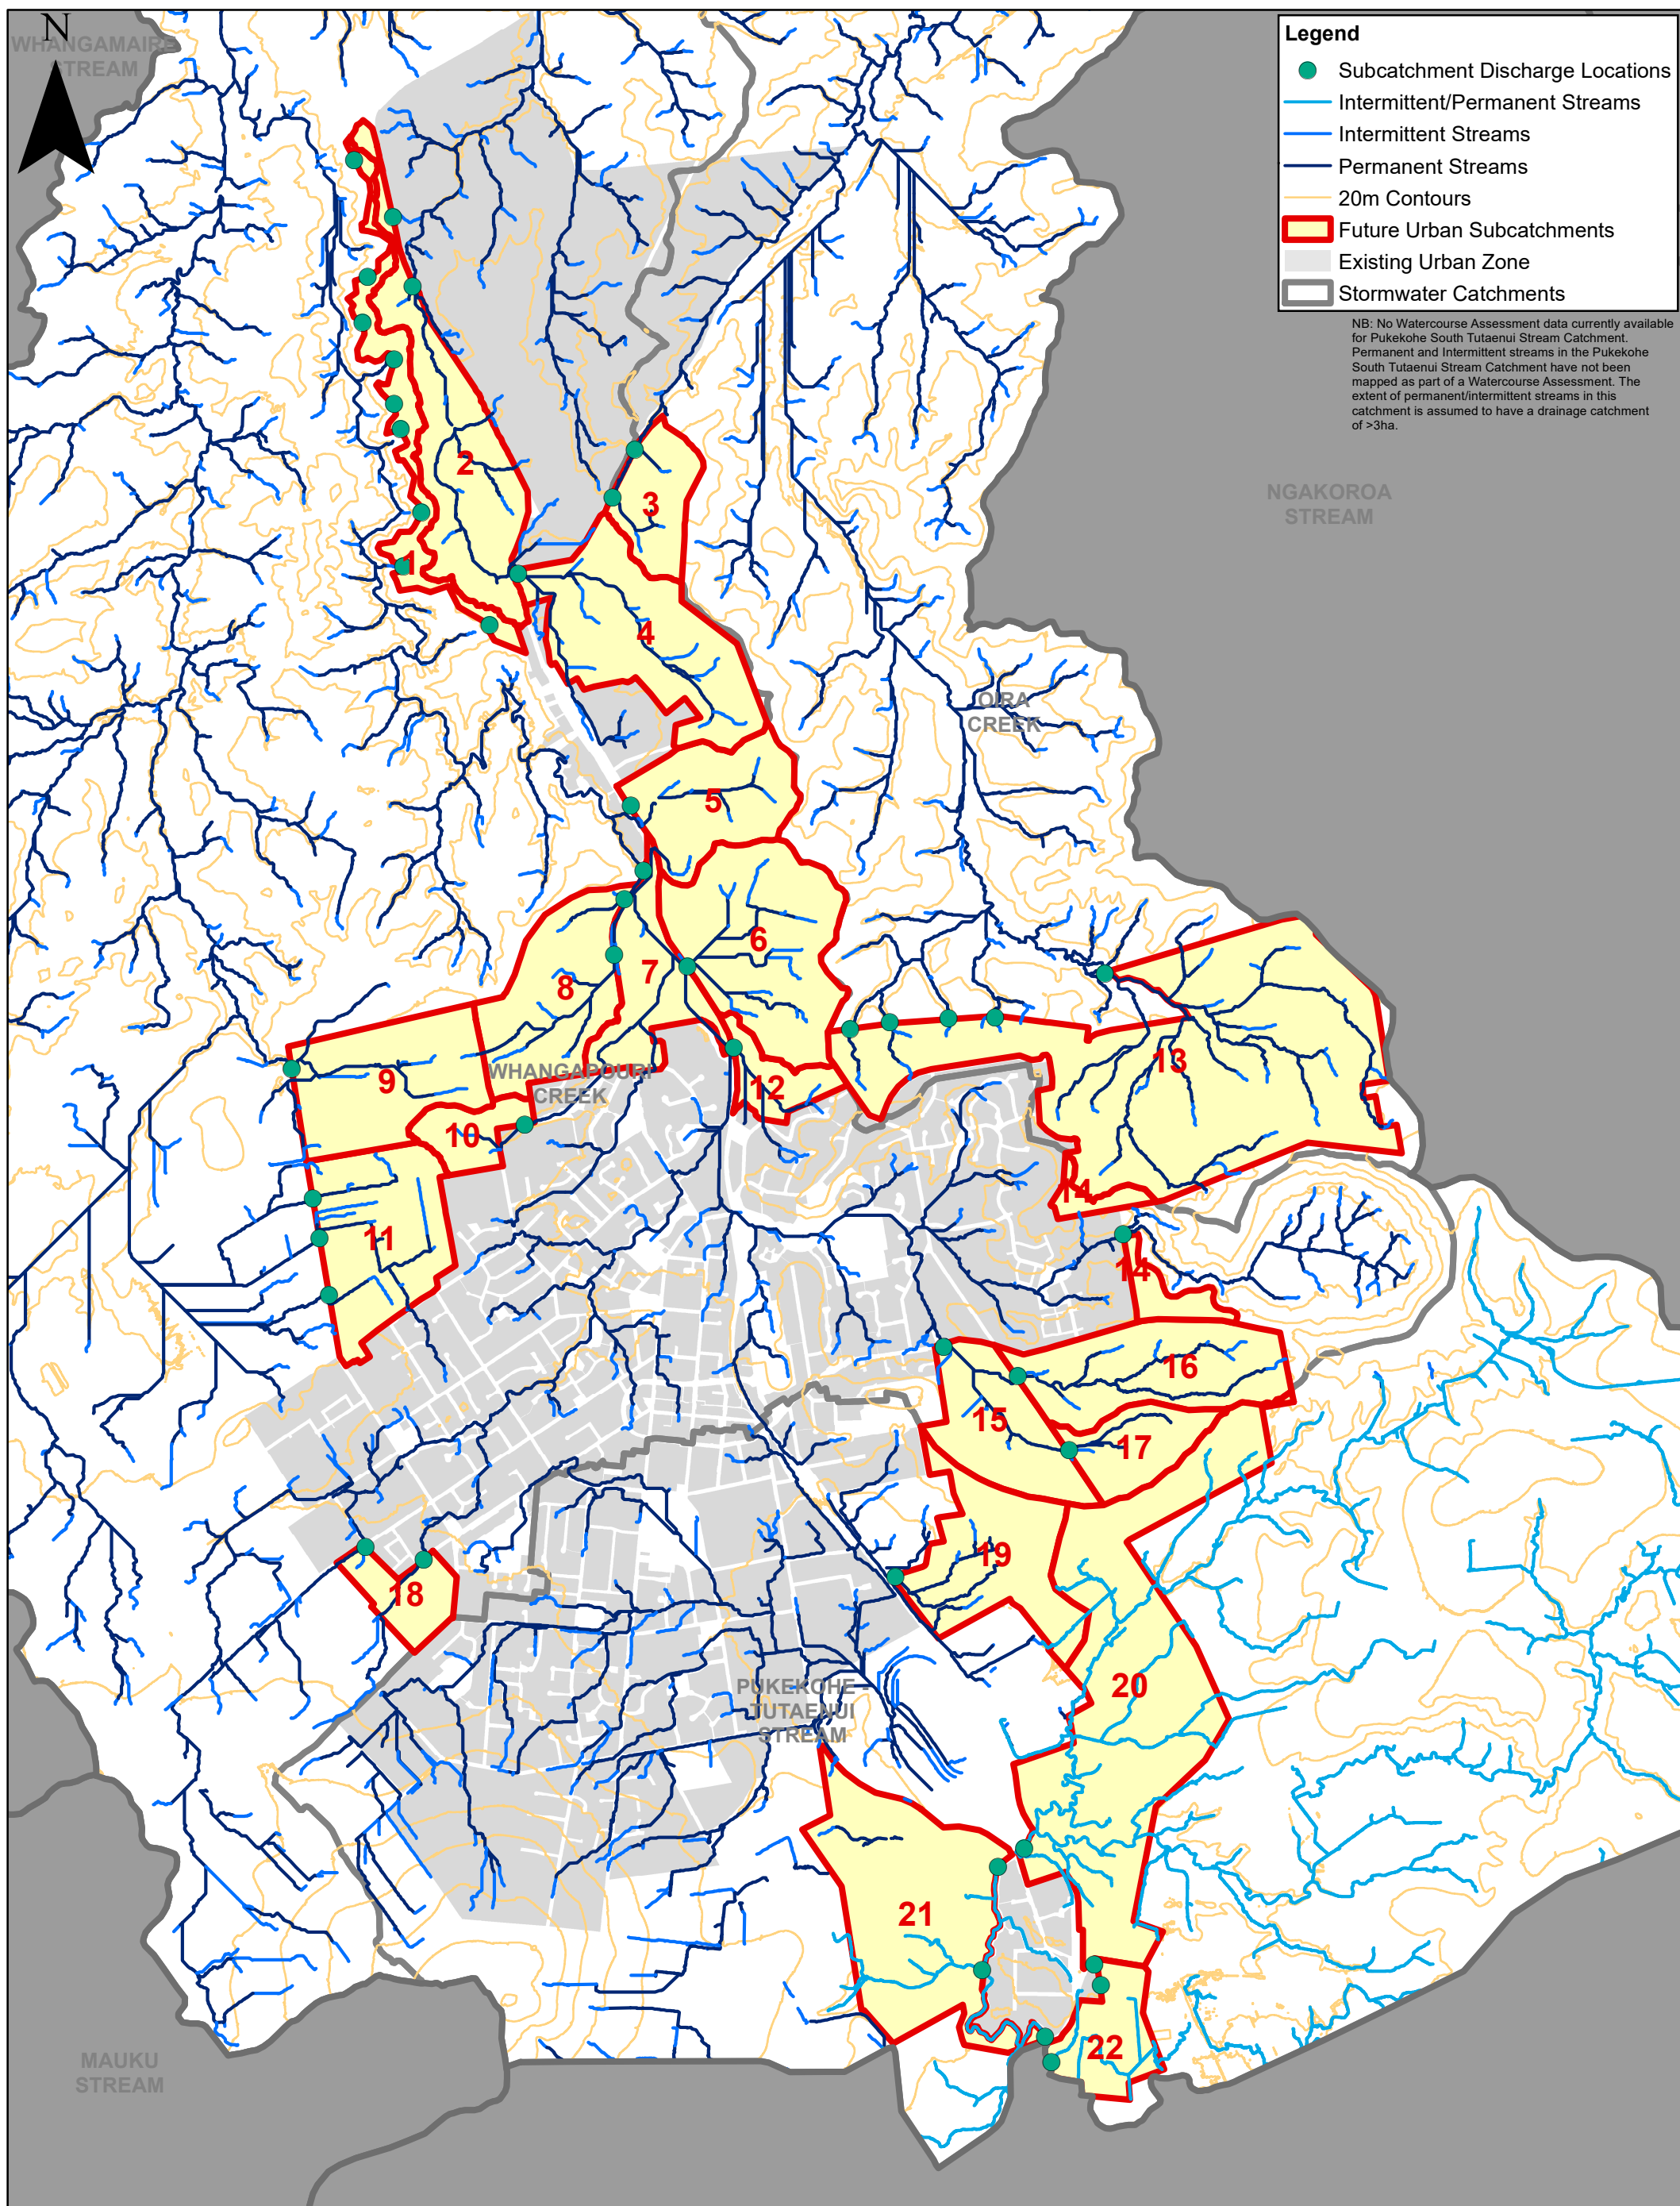 N
WHANGAMAIRE
STREAM
Legend
Subcatchment Discharge Locations
Intermittent/Permanent Streams
Intermittent Streams
Permanent Streams
20m Contours
Future Urban Subcatchments
Existing Urban Zone
Stormwater Catchments
NB: No Watercourse Assessment data currently available
for Pukekohe South Tutaenui Stream Catchment.
Permanent and Intermittent streams in the Pukekohe
South Tutaenui Stream Catchment have not been
mapped as part of a Watercourse Assessment. The
extent of permanent/intermittent streams in this
catchment is assumed to have a drainage catchment
of >3ha.
2
NGAKOROA
STREAM
3
1
4
OIRA
CREEK
5
6
7
8
13
WHANGAPOURI
CREEK
9
12
10
14
11
14
16
15
17
19
18
20
PUKEKOHE -
TUTAENUI
STREAM
21
22
MAUKU
STREAM